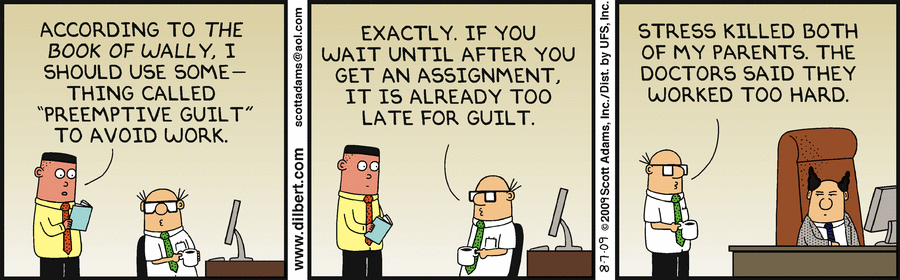 ACCORDING TO THE
BOOK OF WALLY, I
SHOULD USE SOME-
THING CALLED
"PREEMPTIVE GUILT"
TO AVOID WORK.
www.dilbert.com scottadams@aol.com
EXACTLY. IF YOU
WAIT UNTIL AFTER YOU
GET AN ASSIGNMENT,
IT IS ALREADY TOO
LATE FOR GUILT.
8-7-09 ©2009 Scott Adams, Inc./Dist. by UFS, Inc.
STRESS KILLED BOTH
OF MY PARENTS. THE
DOCTORS SAID THEY
WORKED TOO HARD.